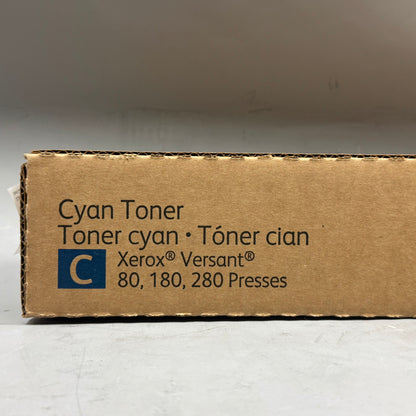 Cyan Toner
Toner cyan • Tóner cian
C Xerox® Versant®
80, 180, 280 Presses